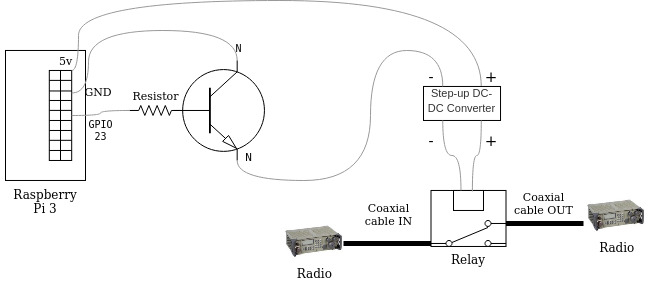 5v
GND
GPIO
23
Resistor
N
N
Raspberry
Pi 3
-
+
Step-up DC-
DC Converter
-
+
Coaxial
cable IN
Coaxial
cable OUT
Radio
Relay
Radio